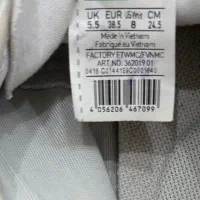 UK EUR US/W CM
5.5 38.5 8 24.5
Made in Vietnam
Fabriqué au Vietnam
FACTORY FTWMC/FVNMC
ART NO: 362019 01
4 056206 467099